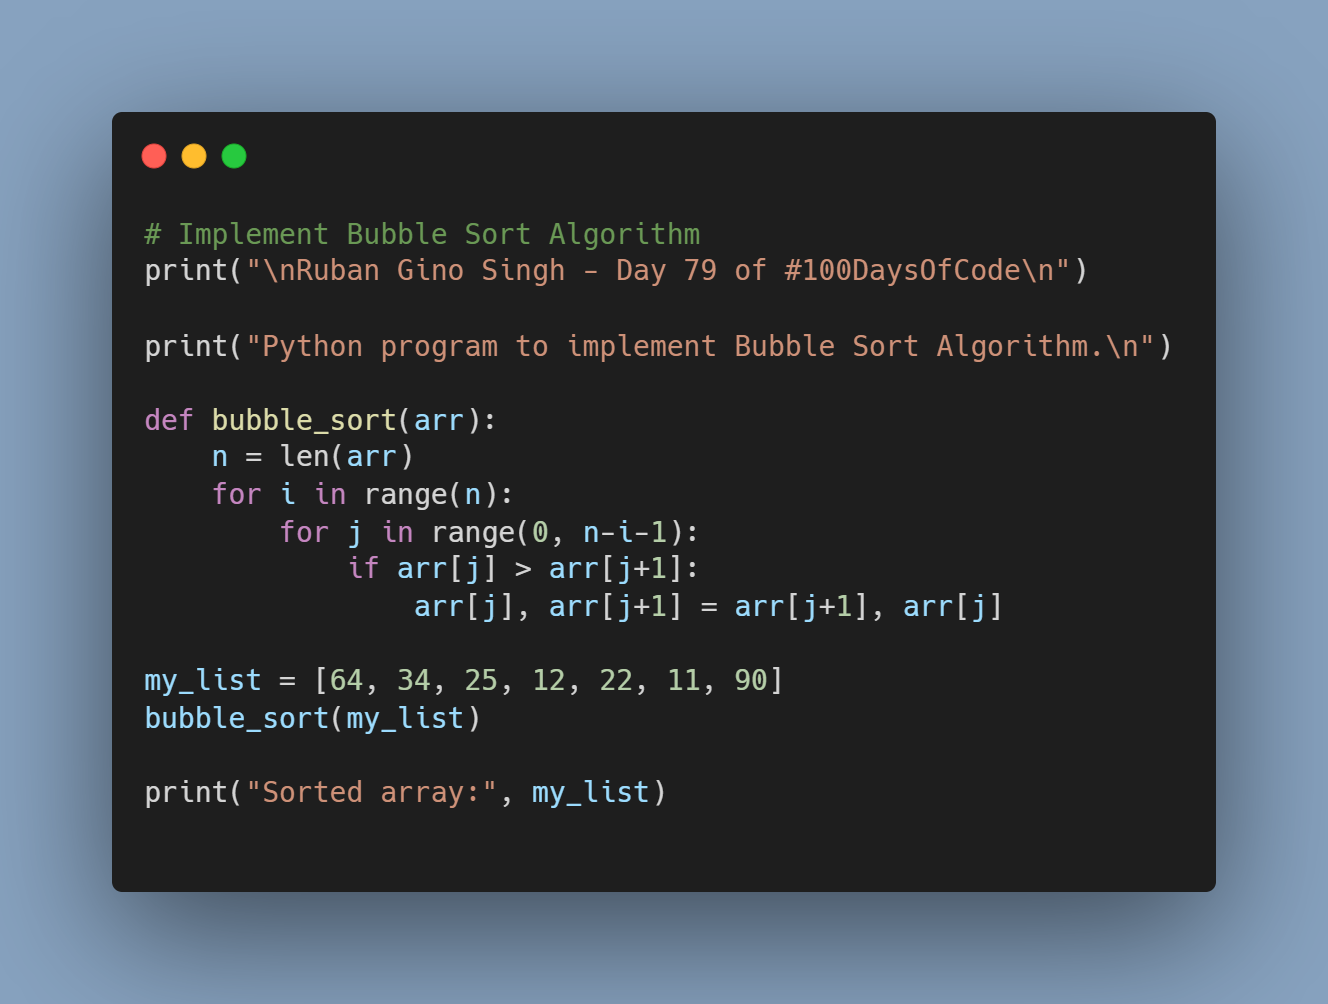 # Implement Bubble Sort Algorithm
print("\nRuban Gino Singh - Day 79 of #100DaysOfCode\n")
print("Python program to implement Bubble Sort Algorithm.\n")
def bubble_sort(arr):
    n = len(arr)
    for i in range(n):
        for j in range(0, n-i-1):
            if arr[j] > arr[j+1]:
                arr[j], arr[j+1] = arr[j+1], arr[j]
my_list = [64, 34, 25, 12, 22, 11, 90]
bubble_sort(my_list)
print("Sorted array:", my_list)